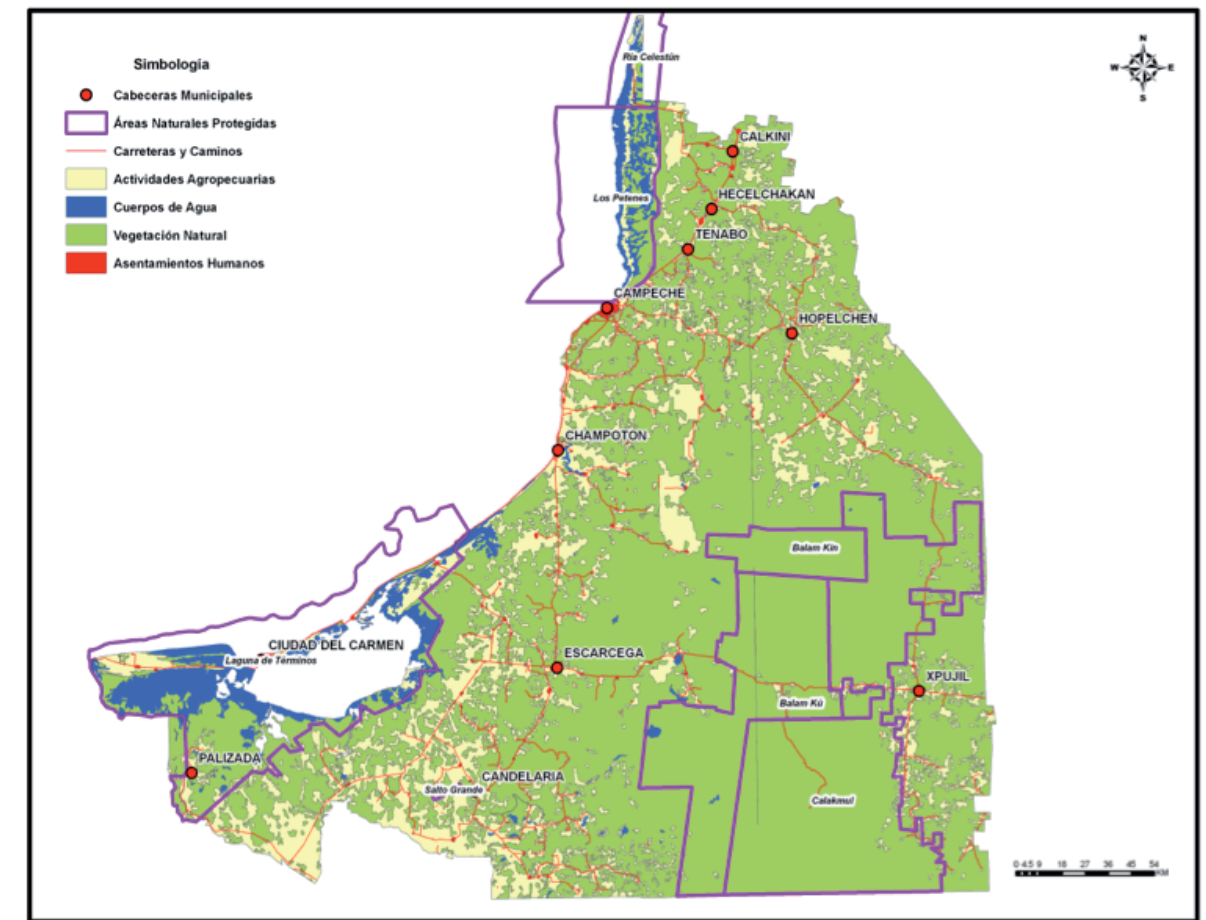 Simbología
Cabeceras Municipales
Áreas Naturales Protegidas
Carreteras y Caminos
Actividades Agropecuarias
Cuerpos de Agua
Vegetación Natural
Asentamientos Humanos
N
W E
S
Ría Celestún
CALKINI
HECELCHAKAN
Los Petenes
TENABO
CAMPECHE
HOPELCHEN
CHAMPOTON
Balam Kin
CIUDAD DEL CARMEN
Laguna de Términos
ESCARCEGA
XPUJIL
Balam Kú
PALIZADA
CANDELARIA
Salto Grande
Calakmul
0 4.5 9 18 27 36 45 54
KM